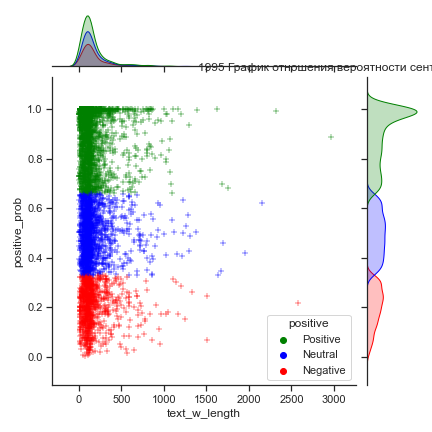 1995 График отношения вероятности сент
positive_prob
1.0
0.8
0.6
0.4
0.2
0.0
positive
Positive
Neutral
Negative
0 500 1000 1500 2000 2500 3000
text_w_length